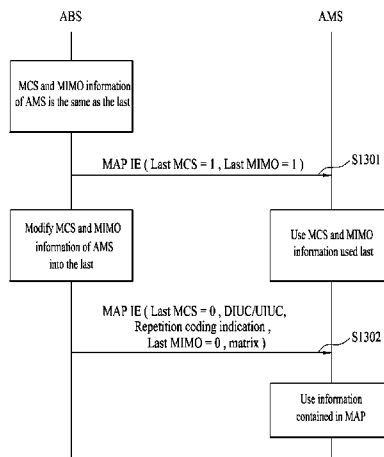 ABS
AMS
MCS and MIMO information
of AMS is the same as the last
S1301
MAP IE ( Last MCS = 1 , Last MIMO = 1 )
Modify MCS and MIMO
information of AMS
into the last
Use MCS and MIMO
information used last
MAP IE ( Last MCS = 0 , DIUC/UIUC,
Repetition coding indication ,
Last MIMO = 0 , matrix )
S1302
Use information
contained in MAP